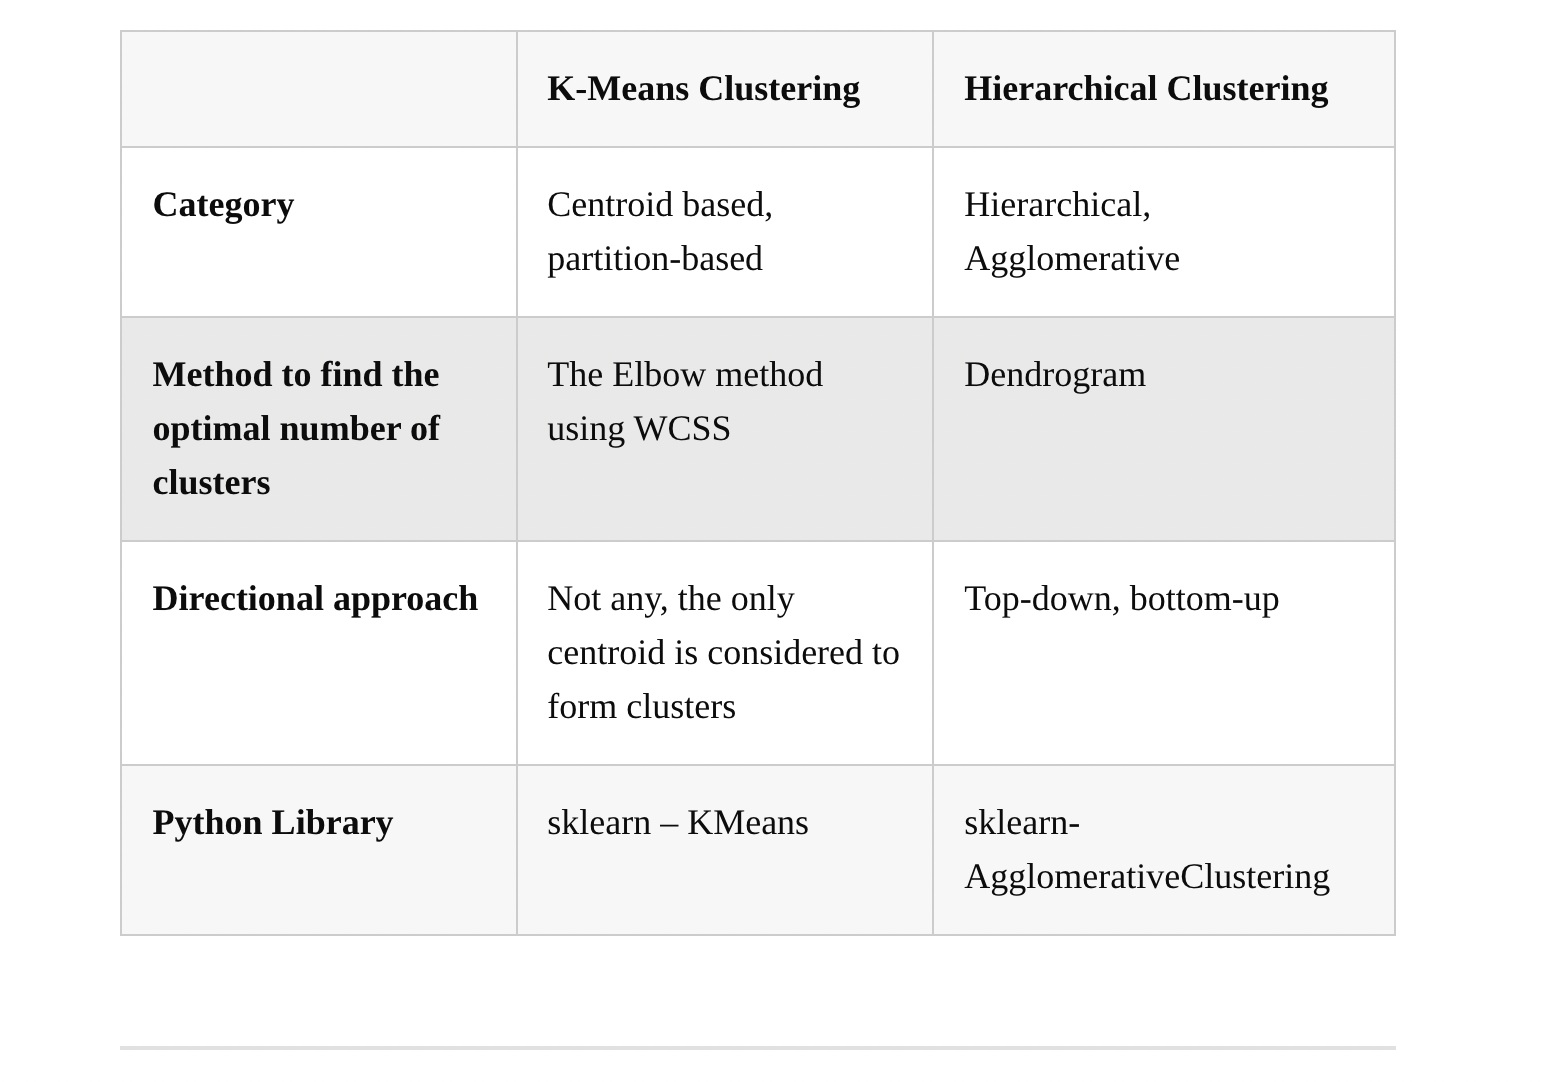 K-Means Clustering
Hierarchical Clustering
Category
Centroid based,
partition-based
Hierarchical,
Agglomerative
Method to find the
optimal number of
clusters
The Elbow method
using WCSS
Dendrogram
Directional approach
Not any, the only
centroid is considered to
form clusters
Top-down, bottom-up
Python Library
sklearn – KMeans
sklearn-
AgglomerativeClustering